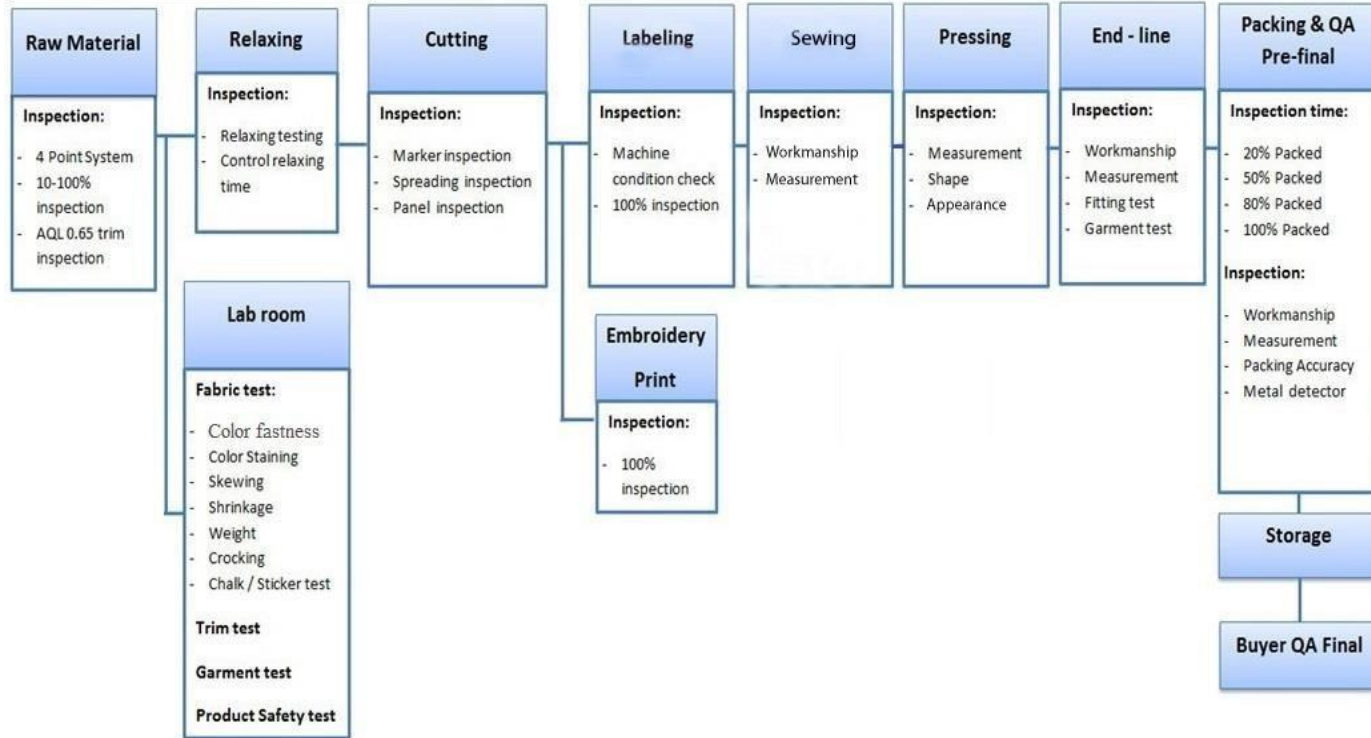 Raw Material
Inspection:
- 4 Point System
- 10-100%
inspection
- AQL 0.65 trim
inspection
Relaxing
Inspection:
- Relaxing testing
- Control relaxing
time
Lab room
Fabric test:
- Color fastness
- Color Staining
- Skewing
- Shrinkage
- Weight
- Crocking
- Chalk / Sticker test
Trim test
Garment test
Product Safety test
Cutting
Inspection:
- Marker inspection
- Spreading inspection
- Panel inspection
Labeling
Inspection:
- Machine
condition check
- 100% inspection
Embroidery
Print
Inspection:
- 100%
inspection
Sewing
Inspection:
- Workmanship
- Measurement
Pressing
Inspection:
- Measurement
- Shape
- Appearance
End - line
Inspection:
- Workmanship
- Measurement
- Fitting test
- Garment test
Packing & QA
Pre-final
Inspection time:
- 20% Packed
- 50% Packed
- 80% Packed
- 100% Packed
Inspection:
- Workmanship
- Measurement
- Packing Accuracy
- Metal detector
Storage
Buyer QA Final